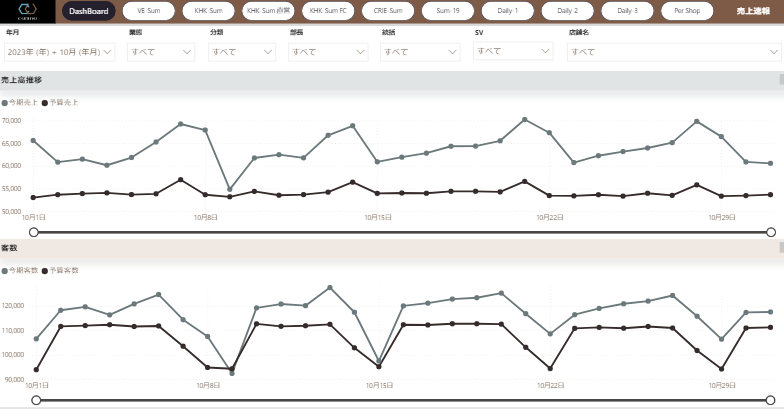 DashBoard VE-Sum KHK-Sum KHK-Sum 直営 KHK-Sum FC CRIE-Sum Sum-19 Daily-1 Daily-2 Daily-3 Per Shop 売上速報
年月 業態 分類 部長 統括 SV 店舗名
2023年 (年) + 10月 (年月) すべて すべて すべて すべて すべて すべて
売上高推移
今期売上 予算売上
70,000
65,000
60,000
55,000
50,000
10月1日 10月8日 10月15日 10月22日 10月29日
客数
今期客数 予算客数
120,000
110,000
100,000
90,000
10月1日 10月8日 10月15日 10月22日 10月29日